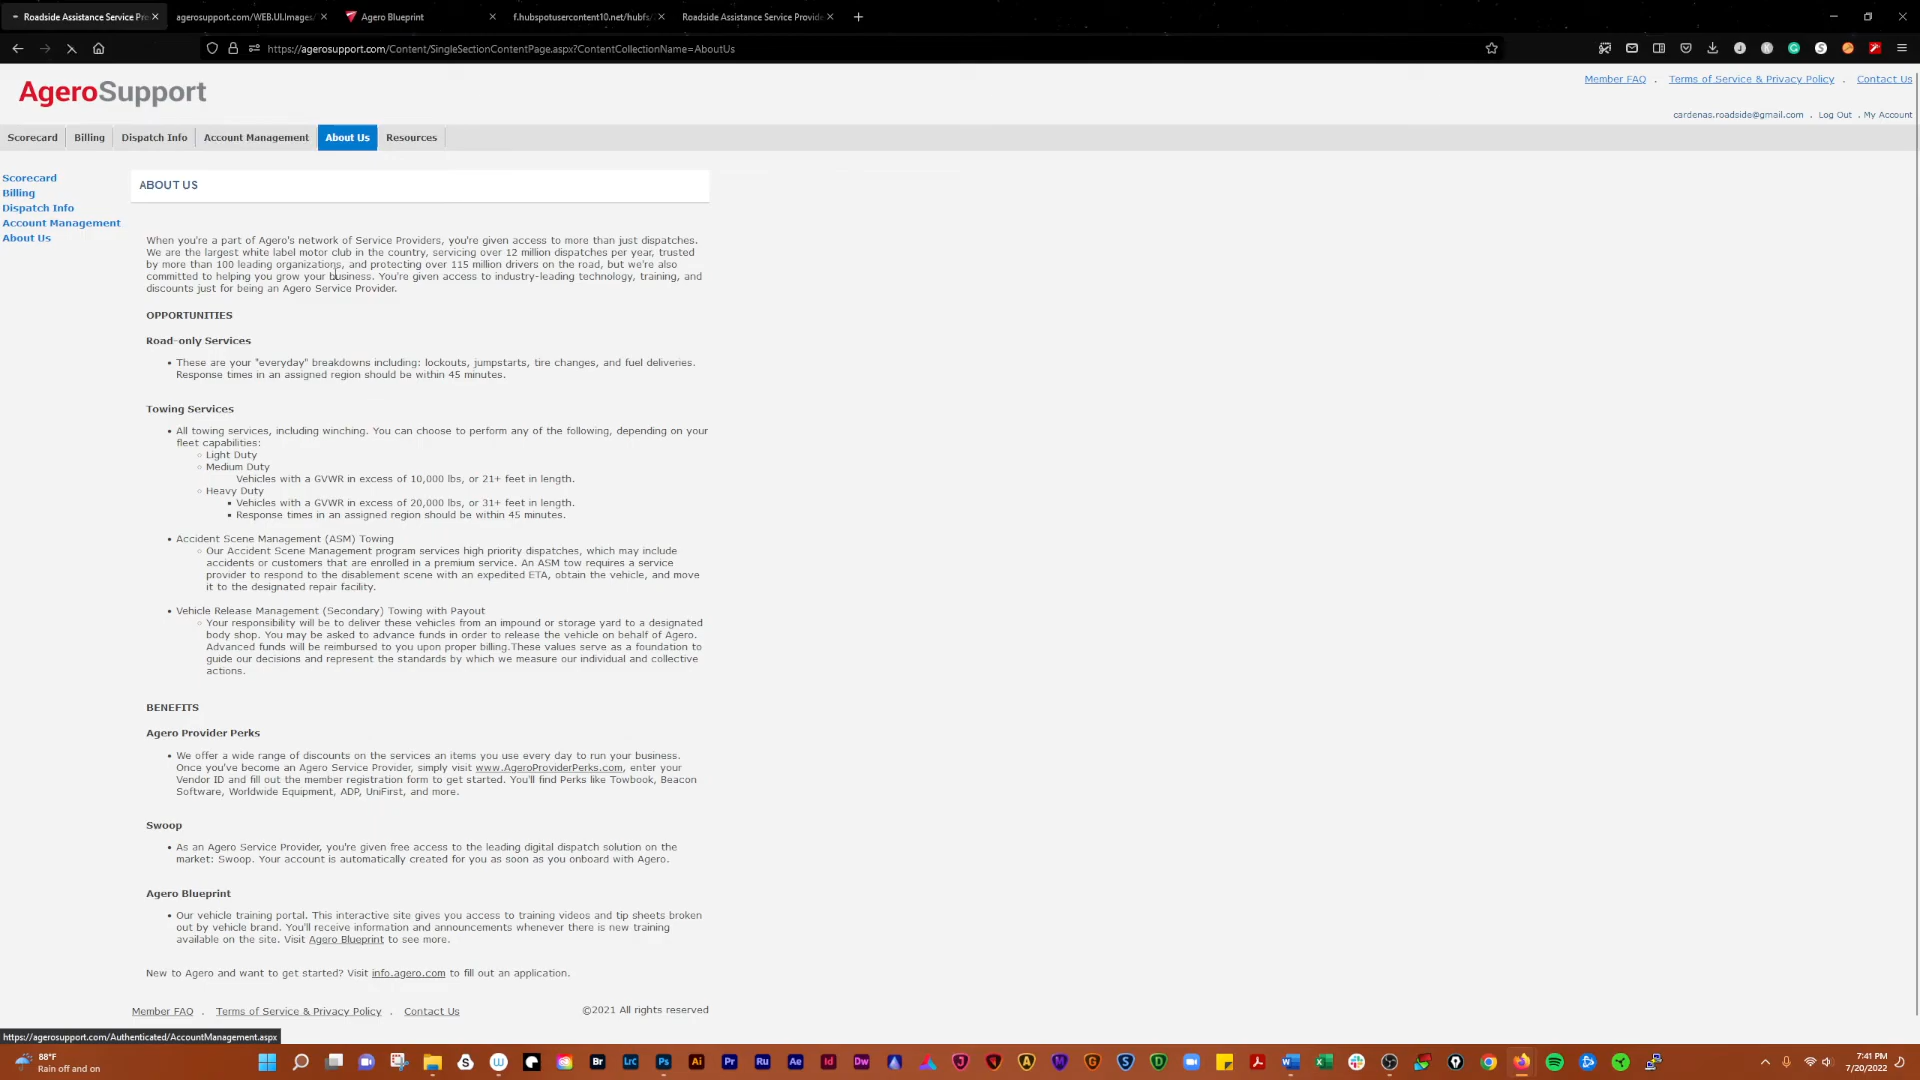 Roadside Assistance Service Pr
agerosupport.com/WEB.UI.Images/
Agero Blueprint
f.hubspotusercontent10.net/hubfs/
Roadside Assistance Service Provide
https://agerosupport.com/Content/SingleSectionContentPage.aspx?ContentCollectionName=AboutUs
AgeroSupport
Member FAQ . Terms of Service & Privacy Policy . Contact Us
cardenas.roadside@gmail.com . Log Out . My Account
Scorecard
Billing
Dispatch Info
Account Management
About Us
Resources
Scorecard
Billing
Dispatch Info
Account Management
About Us
ABOUT US
When you're a part of Agero's network of Service Providers, you're given access to more than just dispatches.
We are the largest white label motor club in the country, servicing over 12 million dispatches per year, trusted
by more than 100 leading organizations, and protecting over 115 million drivers on the road, but we're also
committed to helping you grow your business. You're given access to industry-leading technology, training, and
discounts just for being an Agero Service Provider.
OPPORTUNITIES
Road-only Services
These are your "everyday" breakdowns including: lockouts, jumpstarts, tire changes, and fuel deliveries.
Response times in an assigned region should be within 45 minutes.
Towing Services
All towing services, including winching. You can choose to perform any of the following, depending on your
fleet capabilities:
Light Duty
Medium Duty
Vehicles with a GVWR in excess of 10,000 lbs, or 21+ feet in length.
Heavy Duty
Vehicles with a GVWR in excess of 20,000 lbs, or 31+ feet in length.
Response times in an assigned region should be within 45 minutes.
Accident Scene Management (ASM) Towing
Our Accident Scene Management program services high priority dispatches, which may include
accidents or customers that are enrolled in a premium service. An ASM tow requires a service
provider to respond to the disablement scene with an expedited ETA, obtain the vehicle, and move
it to the designated repair facility.
Vehicle Release Management (Secondary) Towing with Payout
Your responsibility will be to deliver these vehicles from an impound or storage yard to a designated
body shop. You may be asked to advance funds in order to release the vehicle on behalf of Agero.
Advanced funds will be reimbursed to you upon proper billing.These values serve as a foundation to
guide our decisions and represent the standards by which we measure our individual and collective
actions.
BENEFITS
Agero Provider Perks
We offer a wide range of discounts on the services an items you use every day to run your business.
Once you've become an Agero Service Provider, simply visit www.AgeroProviderPerks.com, enter your
Vendor ID and fill out the member registration form to get started. You'll find Perks like Towbook, Beacon
Software, Worldwide Equipment, ADP, UniFirst, and more.
Swoop
As an Agero Service Provider, you're given free access to the leading digital dispatch solution on the
market: Swoop. Your account is automatically created for you as soon as you onboard with Agero.
Agero Blueprint
Our vehicle training portal. This interactive site gives you access to training videos and tip sheets broken
out by vehicle brand. You'll receive information and announcements whenever there is new training
available on the site. Visit Agero Blueprint to see more.
New to Agero and want to get started? Visit info.agero.com to fill out an application.
Member FAQ . Terms of Service & Privacy Policy . Contact Us
©2021 All rights reserved
https://agerosupport.com/Authenticated/AccountManagement.aspx
88°F
Rain off and on
Br
LrC
Ps
Ai
Pr
Ru
Ae
Id
Dw
7:41 PM
7/20/2022